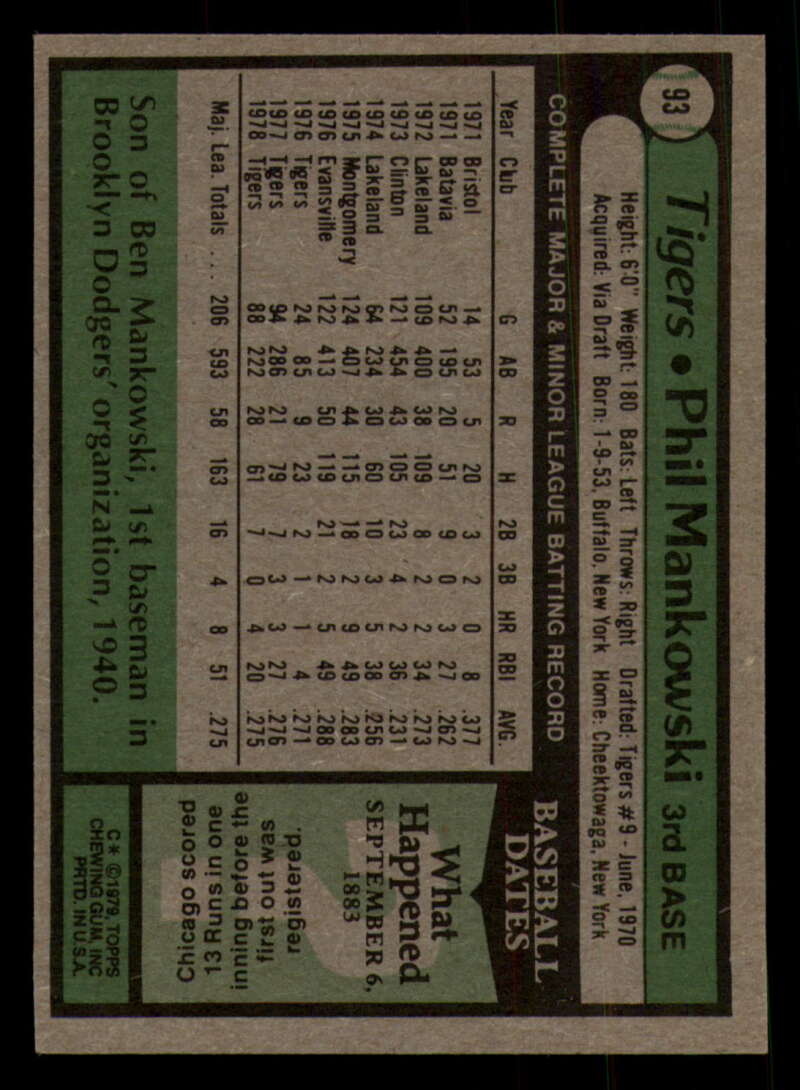 93
Tigers • Phil Mankowski 3rd BASE
Height: 6'0" Weight: 180 Bats: Left Throws: Right Drafted: Tigers #9 - June, 1970
Acquired: Via Draft Born: 1-9-53, Buffalo, New York Home: Cheektowaga, New York
COMPLETE MAJOR & MINOR LEAGUE BATTING RECORD
Year Club G AB R H 2B 3B HR RBI AVG.
1971 Bristol 14 53 5 20 3 2 0 8 .377
1971 Batavia 52 195 20 51 9 0 3 27 .262
1972 Lakeland 109 400 38 109 8 2 2 34 .273
1973 Clinton 121 454 43 105 23 4 2 36 .231
1974 Lakeland 64 234 30 60 10 3 5 38 .256
1975 Montgomery 124 407 44 115 18 2 6 49 .283
1976 Evansville 122 413 50 119 21 2 5 49 .288
1976 Tigers 24 85 9 23 2 1 1 4 .271
1977 Tigers 94 286 21 79 7 3 3 27 .276
1978 Tigers 88 222 28 61 7 0 4 20 .275
Maj. Lea. Totals . . . 206 593 58 163 16 4 8 51 .275
Son of Ben Mankowski, 1st baseman in
Brooklyn Dodgers' organization, 1940.
BASEBALL
DATES
What
Happened
SEPTEMBER 6,
1883
Chicago scored
13 Runs in one
inning before the
first out was
registered.
C* ©1979, TOPPS
CHEWING GUM, INC
PRTD. IN U.S.A.